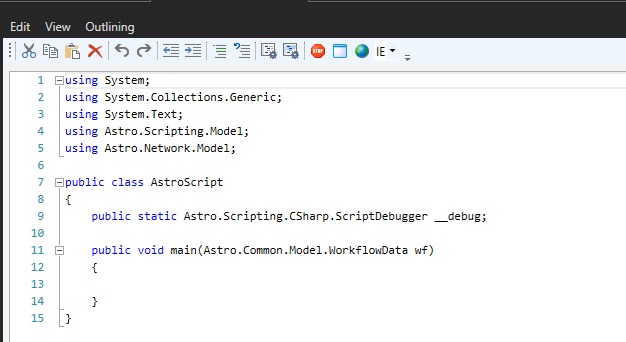 Edit View Outlining
STOP IE
1 using System;
2 using System.Collections.Generic;
3 using System.Text;
4 using Astro.Scripting.Model;
5 using Astro.Network.Model;
6
7 public class AstroScript
8 {
9 public static Astro.Scripting.CSharp.ScriptDebugger __debug;
10
11 public void main(Astro.Common.Model.WorkflowData wf)
12 {
13
14 }
15 }